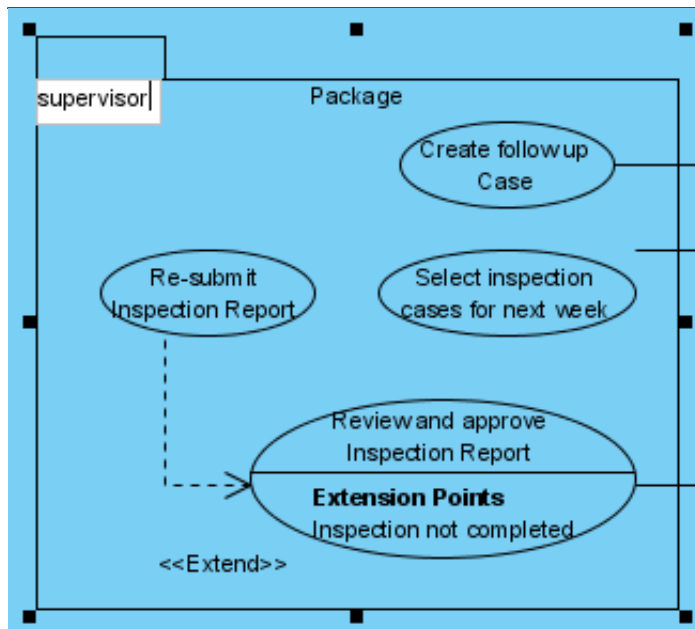 supervisor
Package
Create followup
Case
Re-submit
Inspection Report
Select inspection
cases for next week
Review and approve
Inspection Report
Extension Points
Inspection not completed
<<Extend>>